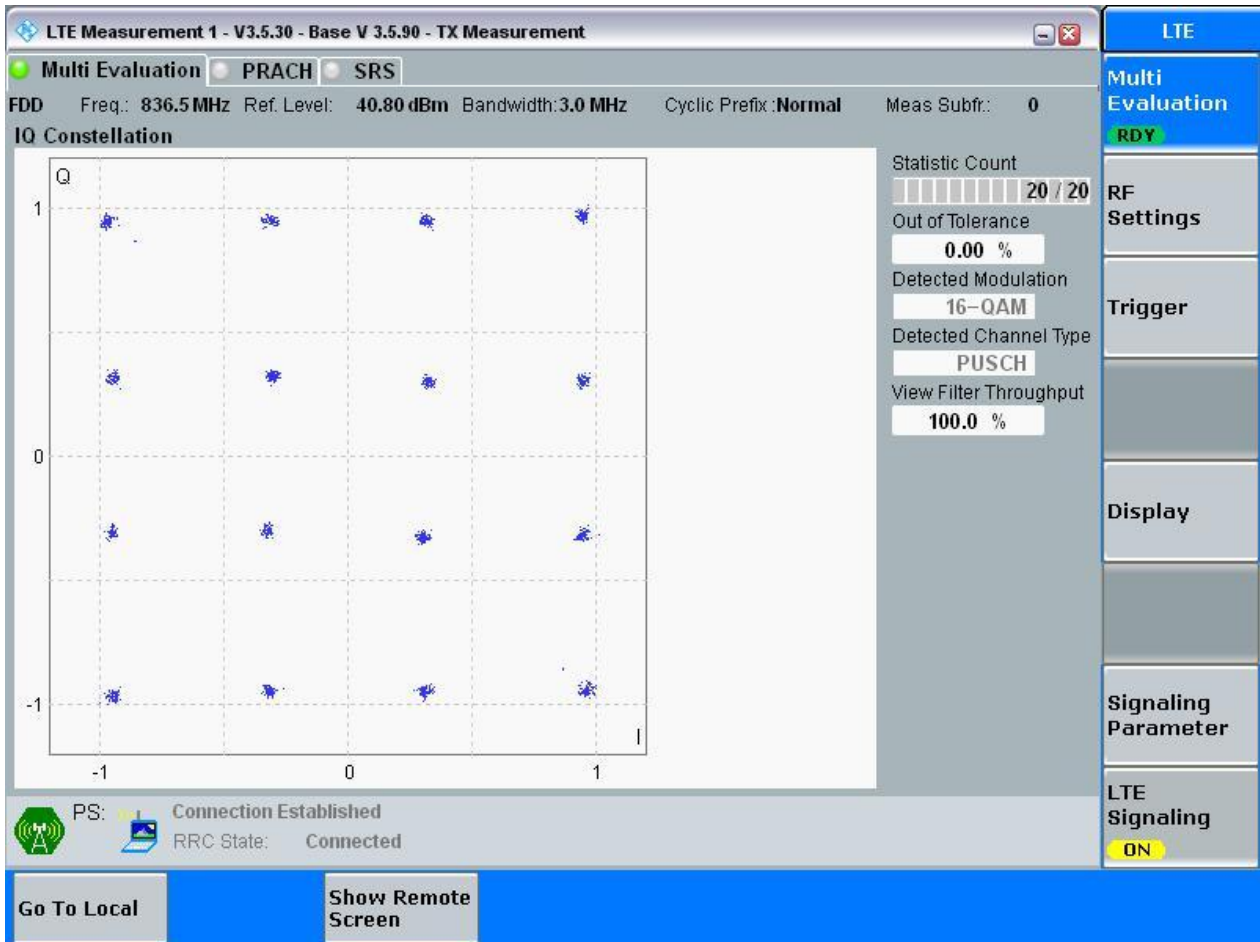 LTE Measurement 1 - V3.5.30 - Base V 3.5.90 - TX Measurement
LTE
Multi Evaluation PRACH SRS
FDD Freq.: 836.5 MHz Ref. Level: 40.80 dBm Bandwidth: 3.0 MHz Cyclic Prefix : Normal Meas Subfr.: 0
IQ Constellation
Q
1
0
-1
-1 0 1
I
Statistic Count
20 / 20
Out of Tolerance
0.00 %
Detected Modulation
16-QAM
Detected Channel Type
PUSCH
View Filter Throughput
100.0 %
Multi
Evaluation
RDY
RF
Settings
Trigger
Display
Signaling
Parameter
LTE
Signaling
ON
PS: Connection Established
RRC State: Connected
Go To Local
Show Remote
Screen